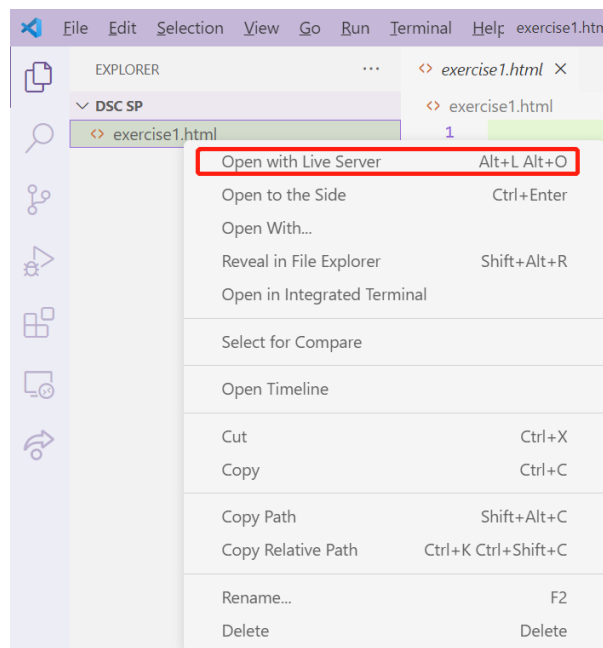 File Edit Selection View Go Run Terminal Help exercise1.htm
EXPLORER ... <> exercise1.html ×
DSC SP <> exercise1.html
<> exercise1.html 1
Open with Live Server Alt+L Alt+O
Open to the Side Ctrl+Enter
Open With...
Reveal in File Explorer Shift+Alt+R
Open in Integrated Terminal
Select for Compare
Open Timeline
Cut Ctrl+X
Copy Ctrl+C
Copy Path Shift+Alt+C
Copy Relative Path Ctrl+K Ctrl+Shift+C
Rename... F2
Delete Delete